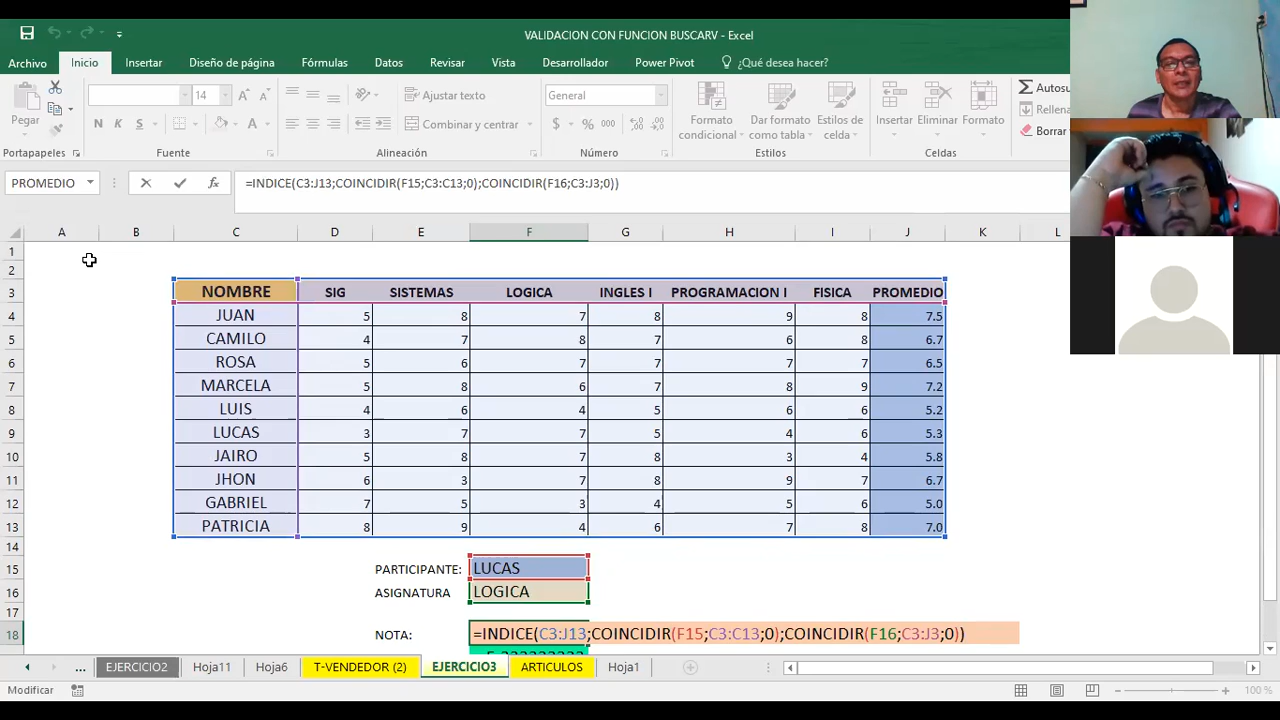 VALIDACION CON FUNCION BUSCARV - Excel
Archivo Inicio Insertar Diseño de página Fórmulas Datos Revisar Vista Desarrollador Power Pivot ¿Qué desea hacer?
Pegar
14
N K S
Ajustar texto
Combinar y centrar
General
$ % 000
Formato condicional
Dar formato como tabla
Estilos de celda
Insertar Eliminar Formato
Autosu
Rellena
Borrar
Portapapeles Fuente Alineación Número Estilos Celdas
PROMEDIO fx =INDICE(C3:J13;COINCIDIR(F15;C3:C13;0);COINCIDIR(F16;C3:J3;0))
A B C D E F G H I J K L
1
2
3 NOMBRE SIG SISTEMAS LOGICA INGLES I PROGRAMACION I FISICA PROMEDIO
4 JUAN 5 8 7 8 9 8 7.5
5 CAMILO 4 7 8 7 6 8 6.7
6 ROSA 5 6 7 7 7 7 6.5
7 MARCELA 5 8 6 7 8 9 7.2
8 LUIS 4 6 4 5 6 6 5.2
9 LUCAS 3 7 7 5 4 6 5.3
10 JAIRO 5 8 7 8 3 4 5.8
11 JHON 6 3 7 8 9 7 6.7
12 GABRIEL 7 5 3 4 5 6 5.0
13 PATRICIA 8 9 4 6 7 8 7.0
14
15 PARTICIPANTE: LUCAS
16 ASIGNATURA LOGICA
17
18 NOTA: =INDICE(C3:J13;COINCIDIR(F15;C3:C13;0);COINCIDIR(F16;C3:J3;0))
... EJERCICIO2 Hoja11 Hoja6 T-VENDEDOR (2) EJERCICIO3 ARTICULOS Hoja1
Modificar 100 %